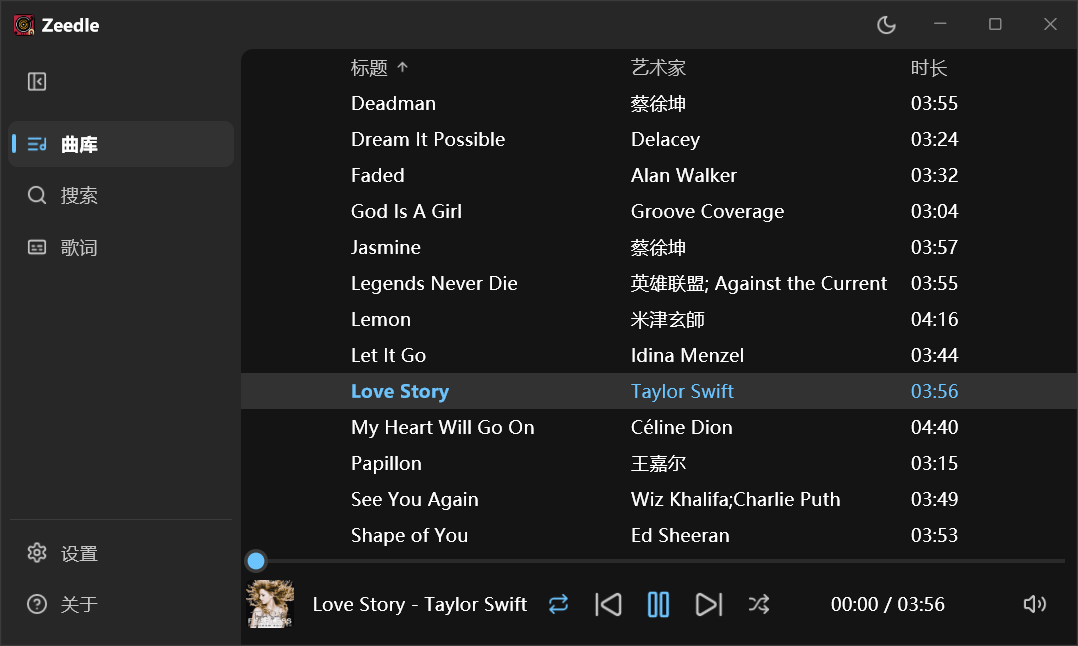 Zeedle
曲库
搜索
歌词
设置
关于
标题 艺术家 时长
Deadman 蔡徐坤 03:55
Dream It Possible Delacey 03:24
Faded Alan Walker 03:32
God Is A Girl Groove Coverage 03:04
Jasmine 蔡徐坤 03:57
Legends Never Die 英雄联盟; Against the Current 03:55
Lemon 米津玄師 04:16
Let It Go Idina Menzel 03:44
Love Story Taylor Swift 03:56
My Heart Will Go On Céline Dion 04:40
Papillon 王嘉尔 03:15
See You Again Wiz Khalifa;Charlie Puth 03:49
Shape of You Ed Sheeran 03:53
Love Story - Taylor Swift 00:00 / 03:56